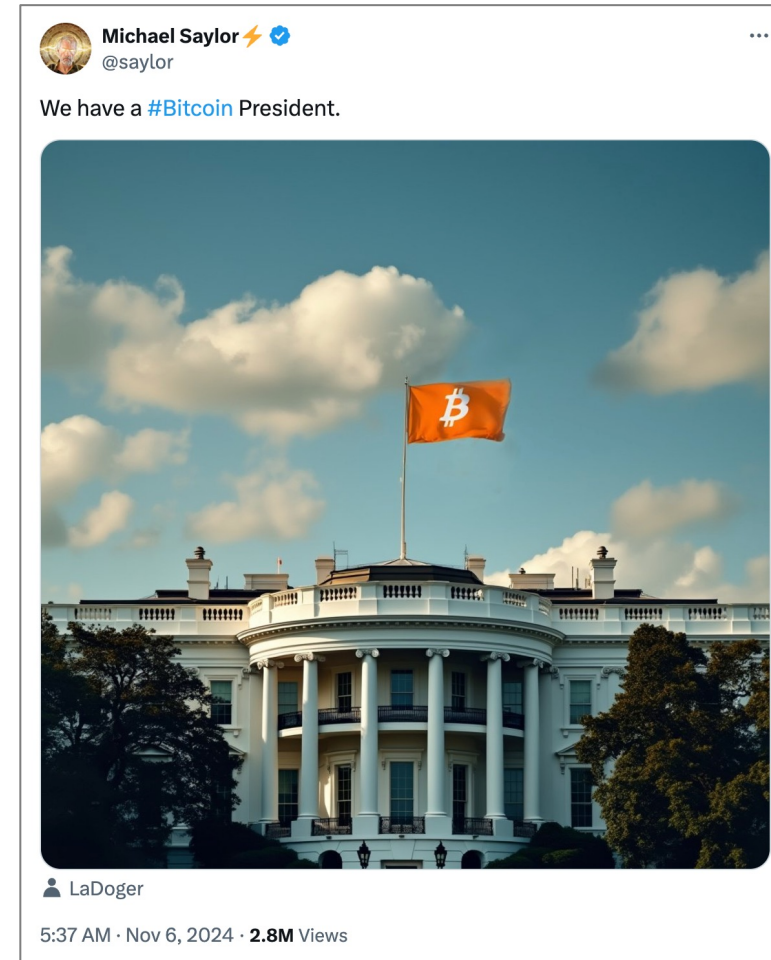 Michael Saylor⚡
@saylor
We have a #Bitcoin President.
₿
LaDoger
5:37 AM · Nov 6, 2024 · 2.8M Views